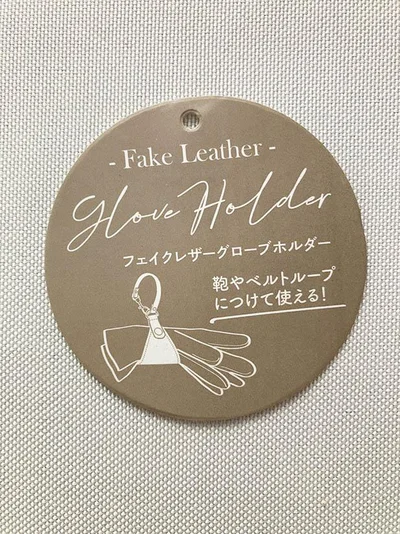 - Fake Leather -
Glove Holder
フェイクレザーグローブホルダー
鞄やベルトループ
につけて使える!